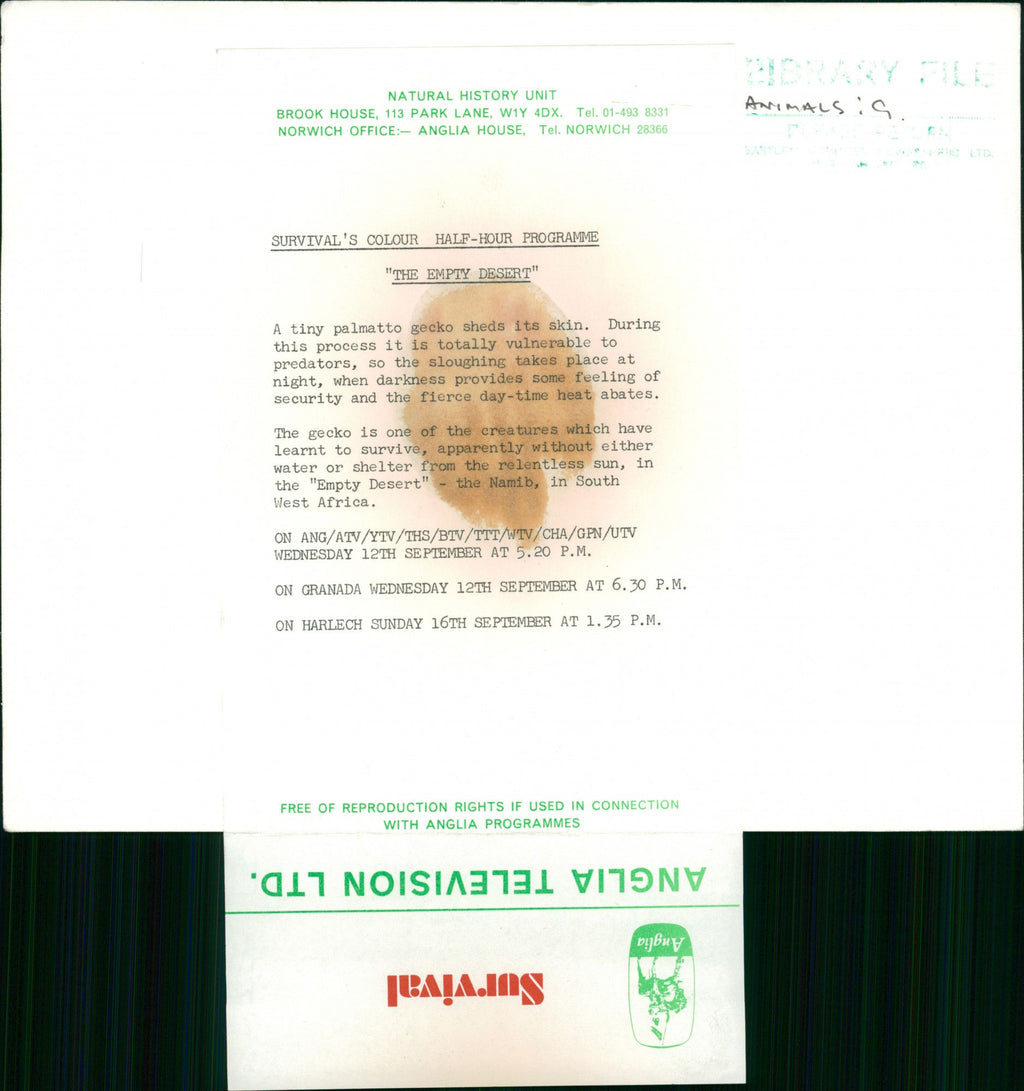 LIBRARY FILE
ANIMALS : G.
LTD.
NATURAL HISTORY UNIT
BROOK HOUSE, 113 PARK LANE, W1Y 4DX. Tel. 01-493 8331
NORWICH OFFICE:— ANGLIA HOUSE, Tel. NORWICH 28366
SURVIVAL'S COLOUR HALF-HOUR PROGRAMME
"THE EMPTY DESERT"
A tiny palmatto gecko sheds its skin. During
this process it is totally vulnerable to
predators, so the sloughing takes place at
night, when darkness provides some feeling of
security and the fierce day-time heat abates.
The gecko is one of the creatures which have
learnt to survive, apparently without either
water or shelter from the relentless sun, in
the "Empty Desert" - the Namib, in South
West Africa.
ON ANG/ATV/YTV/THS/BTV/TTT/WTV/CHA/GPN/UTV
WEDNESDAY 12TH SEPTEMBER AT 5.20 P.M.
ON GRANADA WEDNESDAY 12TH SEPTEMBER AT 6.30 P.M.
ON HARLECH SUNDAY 16TH SEPTEMBER AT 1.35 P.M.
FREE OF REPRODUCTION RIGHTS IF USED IN CONNECTION
WITH ANGLIA PROGRAMMES
ANGLIA TELEVISION LTD.
Anglia
Survival